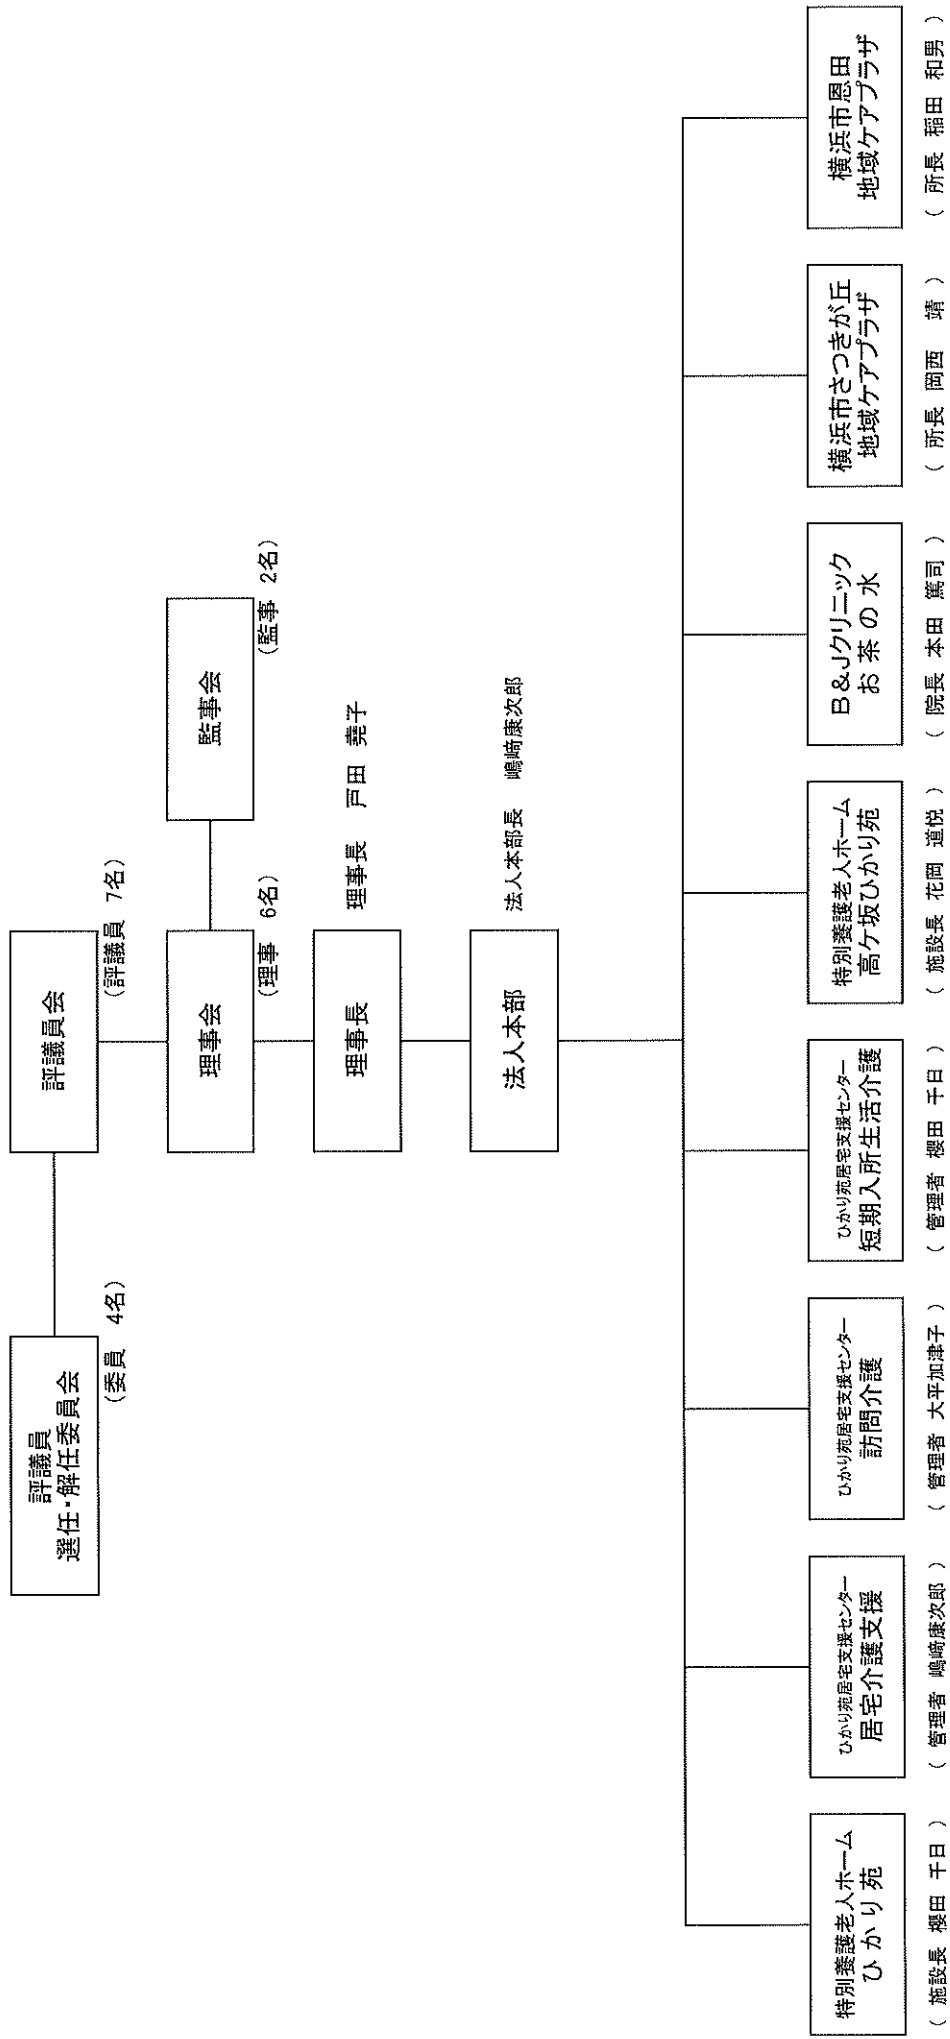 評議員
選任・解任委員会
(委員 4名)
評議員会
(評議員 7名)
理事会
(理事 6名)
監事会
(監事 2名)
理事長
理事長 戸田 堯子
法人本部
法人本部長 嶋﨑康次郎
特別養護老人ホーム
ひかり苑
( 施設長 櫻田 千日 )
ひかり苑居宅支援センター
居宅介護支援
( 管理者 嶋﨑康次郎 )
ひかり苑居宅支援センター
訪問介護
( 管理者 大平加津子 )
ひかり苑居宅支援センター
短期入所生活介護
( 管理者 櫻田 千日 )
特別養護老人ホーム
高ケ坂ひかり苑
( 施設長 花岡 道悦 )
B&Jクリニック
お茶の水
( 院長 本田 篤司 )
横浜市さつきが丘
地域ケアプラザ
( 所長 岡西 靖 )
横浜市恩田
地域ケアプラザ
( 所長 稲田 和男 )